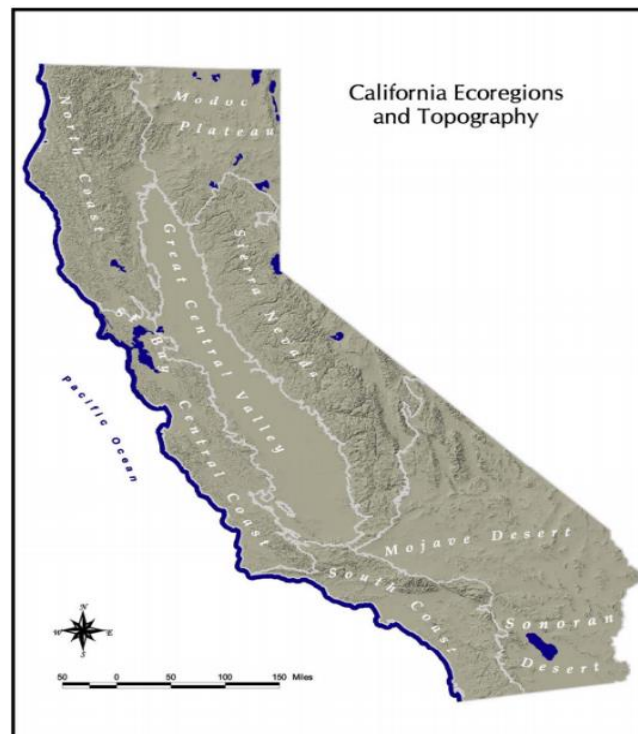 California Ecoregions
and Topography
Modoc
Plateau
North Coast
Sierra Nevada
Great Central Valley
SF Bay
Pacific Ocean
Central Coast
Mojave Desert
South Coast
Sonoran
Desert
N
W E
S
50 0 50 100 150 Miles